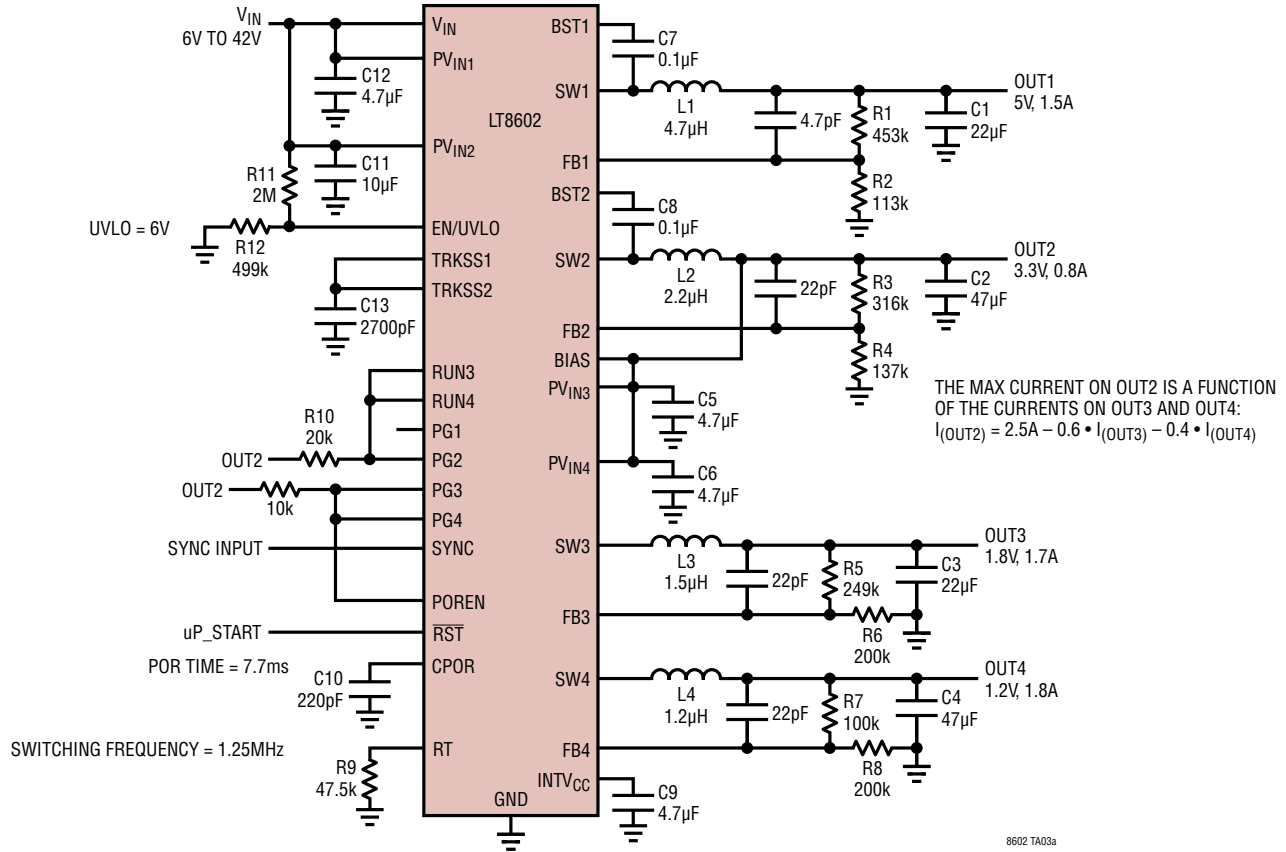 VIN
6V TO 42V
C12
4.7µF
C11
10µF
R11
2M
UVLO = 6V
R12
499k
C13
2700pF
R10
20k
OUT2
OUT2
10k
SYNC INPUT
uP_START
POR TIME = 7.7ms
C10
220pF
SWITCHING FREQUENCY = 1.25MHz
R9
47.5k
VIN
PVIN1
PVIN2
EN/UVLO
TRKSS1
TRKSS2
RUN3
RUN4
PG1
PG2
PG3
PG4
SYNC
POREN
RST
CPOR
RT
LT8602
GND
BST1
SW1
FB1
BST2
SW2
FB2
BIAS
PVIN3
PVIN4
SW3
FB3
SW4
FB4
INTVCC
C7
0.1µF
L1
4.7µH
4.7pF
R1
453k
C1
22µF
OUT1
5V, 1.5A
R2
113k
C8
0.1µF
L2
2.2µH
22pF
R3
316k
C2
47µF
OUT2
3.3V, 0.8A
R4
137k
THE MAX CURRENT ON OUT2 IS A FUNCTION
OF THE CURRENTS ON OUT3 AND OUT4:
I(OUT2) = 2.5A – 0.6 • I(OUT3) – 0.4 • I(OUT4)
C5
4.7µF
C6
4.7µF
L3
1.5µH
22pF
R5
249k
C3
22µF
OUT3
1.8V, 1.7A
R6
200k
L4
1.2µH
22pF
R7
100k
C4
47µF
OUT4
1.2V, 1.8A
R8
200k
C9
4.7µF
8602 TA03a